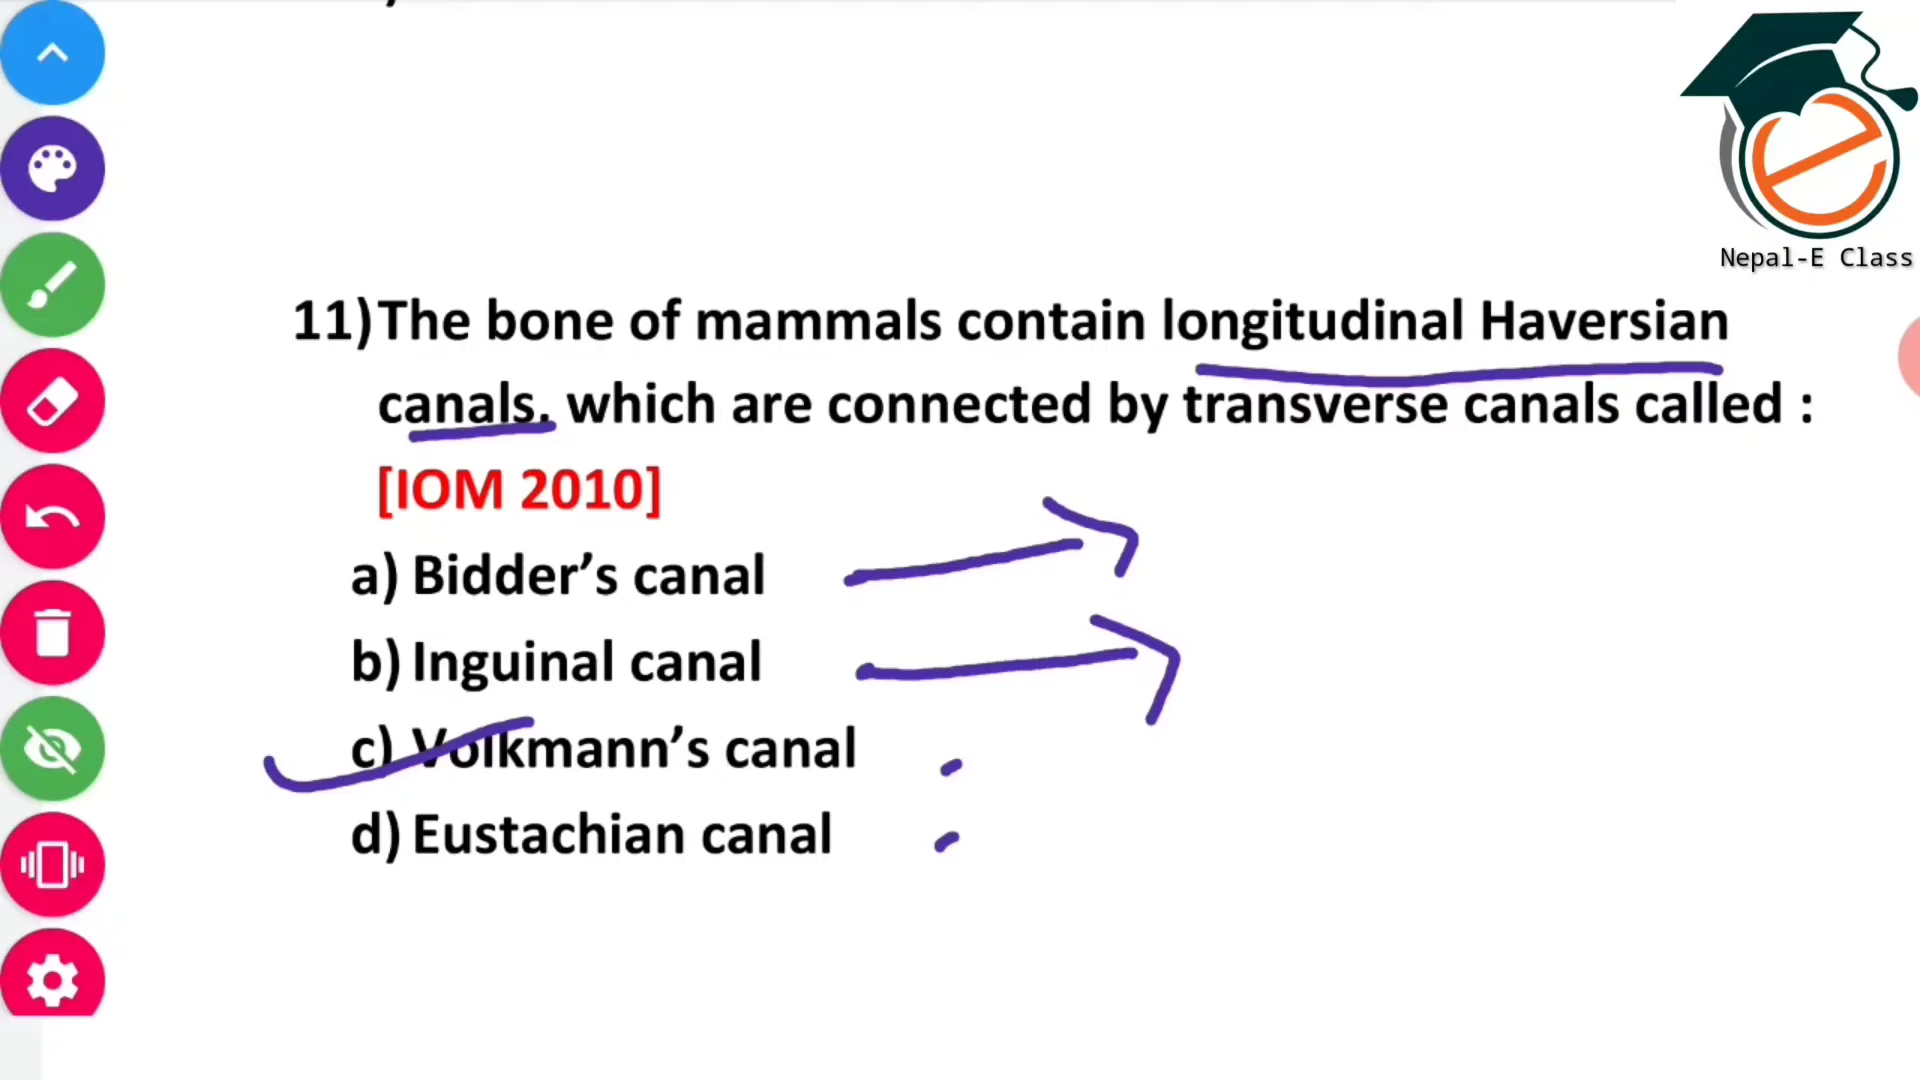 Nepal-E Class
11) The bone of mammals contain longitudinal Haversian
canals. which are connected by transverse canals called :
[IOM 2010]
a) Bidder’s canal
b) Inguinal canal
c) Volkmann’s canal
d) Eustachian canal